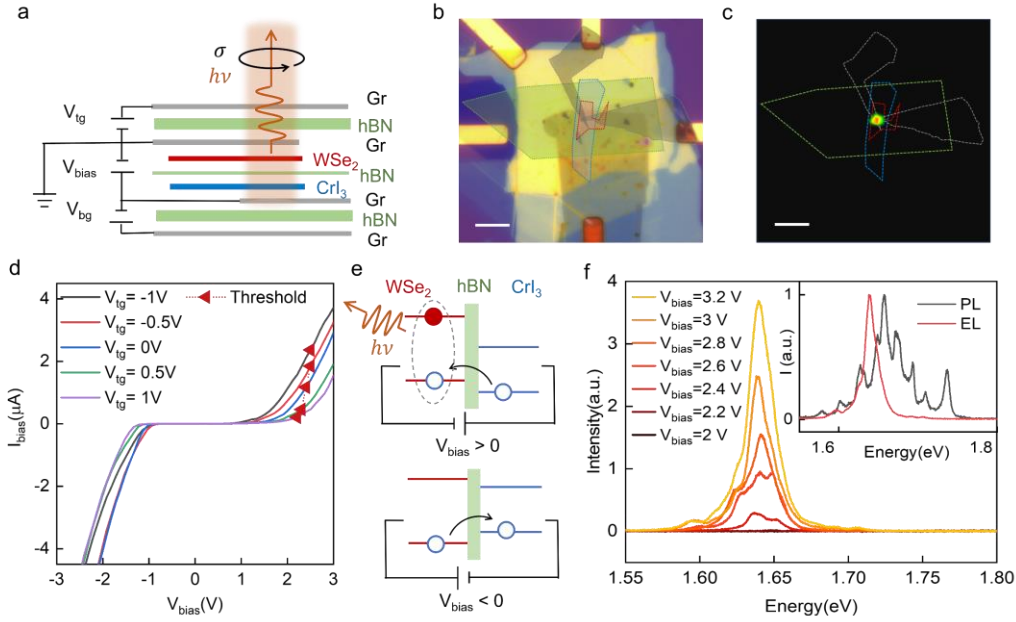 a
σ
hν
V_tg
V_bias
V_bg
Gr
hBN
Gr
WSe₂
hBN
CrI₃
Gr
hBN
Gr
b
c
d
V_tg = -1V
V_tg = -0.5V
V_tg = 0V
V_tg = 0.5V
V_tg = 1V
Threshold
I_bias(μA)
4
2
0
-2
-4
-3 -2 -1 0 1 2 3
V_bias(V)
e
WSe₂ hBN CrI₃
hν
V_bias > 0
V_bias < 0
f
V_bias=3.2 V
V_bias=3 V
V_bias=2.8 V
V_bias=2.6 V
V_bias=2.4 V
V_bias=2.2 V
V_bias=2 V
Intensity(a.u.)
4
3
2
1
0
1.55 1.60 1.65 1.70 1.75 1.80
Energy(eV)
PL
EL
I (a.u.)
1
0
1.6 1.8
Energy(eV)